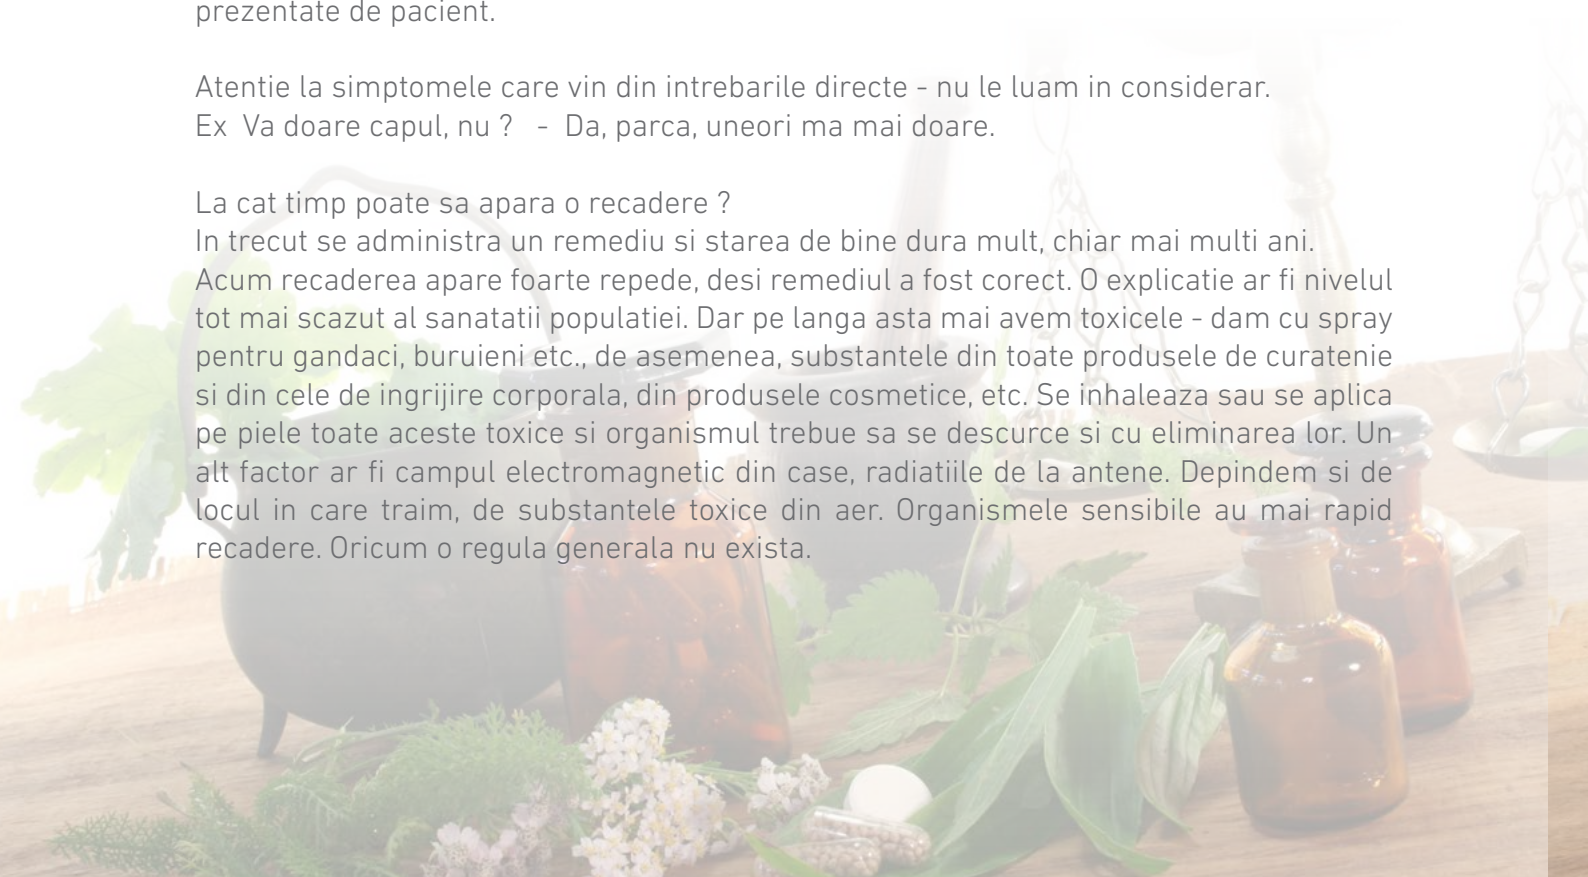 prezentate de pacient.
Atentie la simptomele care vin din intrebarile directe - nu le luam in considerar.
Ex  Va doare capul, nu ?   -  Da, parca, uneori ma mai doare.
La cat timp poate sa apara o recadere ?
In trecut se administra un remediu si starea de bine dura mult, chiar mai multi ani.
Acum recaderea apare foarte repede, desi remediul a fost corect. O explicatie ar fi nivelul
tot mai scazut al sanatatii populatiei. Dar pe langa asta mai avem toxicele - dam cu spray
pentru gandaci, buruieni etc., de asemenea, substantele din toate produsele de curatenie
si din cele de ingrijire corporala, din produsele cosmetice, etc. Se inhaleaza sau se aplica
pe piele toate aceste toxice si organismul trebue sa se descurce si cu eliminarea lor. Un
alt factor ar fi campul electromagnetic din case, radiatiile de la antene. Depindem si de
locul in care traim, de substantele toxice din aer. Organismele sensibile au mai rapid
recadere. Oricum o regula generala nu exista.